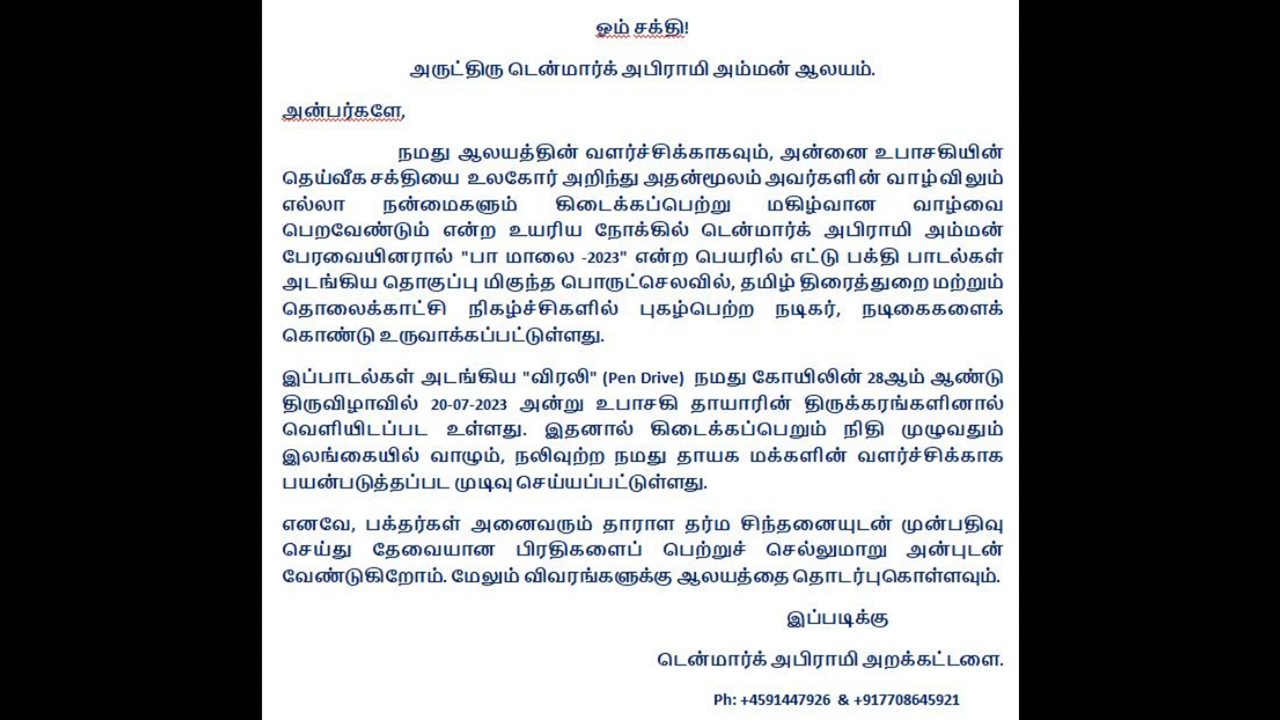 ஓம் சக்தி!
அருட்திரு டென்மார்க் அபிராமி அம்மன் ஆலயம்.
அன்பர்களே,
நமது ஆலயத்தின் வளர்ச்சிக்காகவும், அன்னை உபாசகியின்
தெய்வீக சக்தியை உலகோர் அறிந்து அதன்மூலம் அவர்களின் வாழ்விலும்
எல்லா நன்மைகளும் கிடைக்கப்பெற்று மகிழ்வான வாழ்வை
பெறவேண்டும் என்ற உயரிய நோக்கில் டென்மார்க் அபிராமி அம்மன்
பேரவையினரால் "பா மாலை -2023" என்ற பெயரில் எட்டு பக்தி பாடல்கள்
அடங்கிய தொகுப்பு மிகுந்த பொருட்செலவில், தமிழ் திரைத்துறை மற்றும்
தொலைக்காட்சி நிகழ்ச்சிகளில் புகழ்பெற்ற நடிகர், நடிகைகளைக்
கொண்டு உருவாக்கப்பட்டுள்ளது.
இப்பாடல்கள் அடங்கிய "விரலி" (Pen Drive) நமது கோயிலின் 28ஆம் ஆண்டு
திருவிழாவில் 20-07-2023 அன்று உபாசகி தாயாரின் திருக்கரங்களினால்
வெளியிடப்பட உள்ளது. இதனால் கிடைக்கப்பெறும் நிதி முழுவதும்
இலங்கையில் வாழும், நலிவுற்ற நமது தாயக மக்களின் வளர்ச்சிக்காக
பயன்படுத்தப்பட முடிவு செய்யப்பட்டுள்ளது.
எனவே, பக்தர்கள் அனைவரும் தாராள தர்ம சிந்தனையுடன் முன்பதிவு
செய்து தேவையான பிரதிகளைப் பெற்றுச் செல்லுமாறு அன்புடன்
வேண்டுகிறோம். மேலும் விவரங்களுக்கு ஆலயத்தை தொடர்புகொள்ளவும்.
இப்படிக்கு
டென்மார்க் அபிராமி அறக்கட்டளை.
Ph: +4591447926 & +917708645921